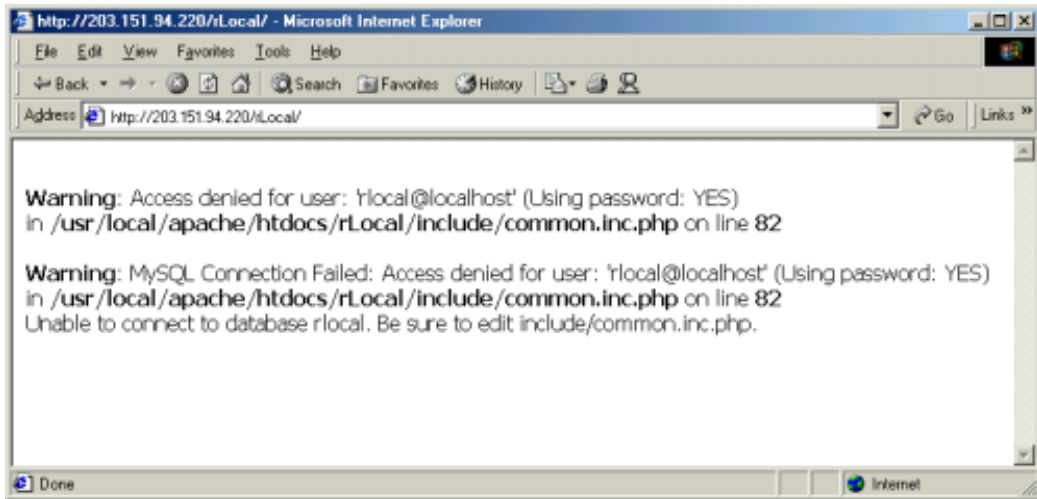 http://203.151.94.220/rLocal/ - Microsoft Internet Explorer
File Edit View Favorites Tools Help
Back Search Favorites History
Address http://203.151.94.220/rLocal/ Go Links »
Warning: Access denied for user: 'rlocal@localhost' (Using password: YES)
in /usr/local/apache/htdocs/rLocal/include/common.inc.php on line 82
Warning: MySQL Connection Failed: Access denied for user: 'rlocal@localhost' (Using password: YES)
in /usr/local/apache/htdocs/rLocal/include/common.inc.php on line 82
Unable to connect to database rlocal. Be sure to edit include/common.inc.php.
Done Internet